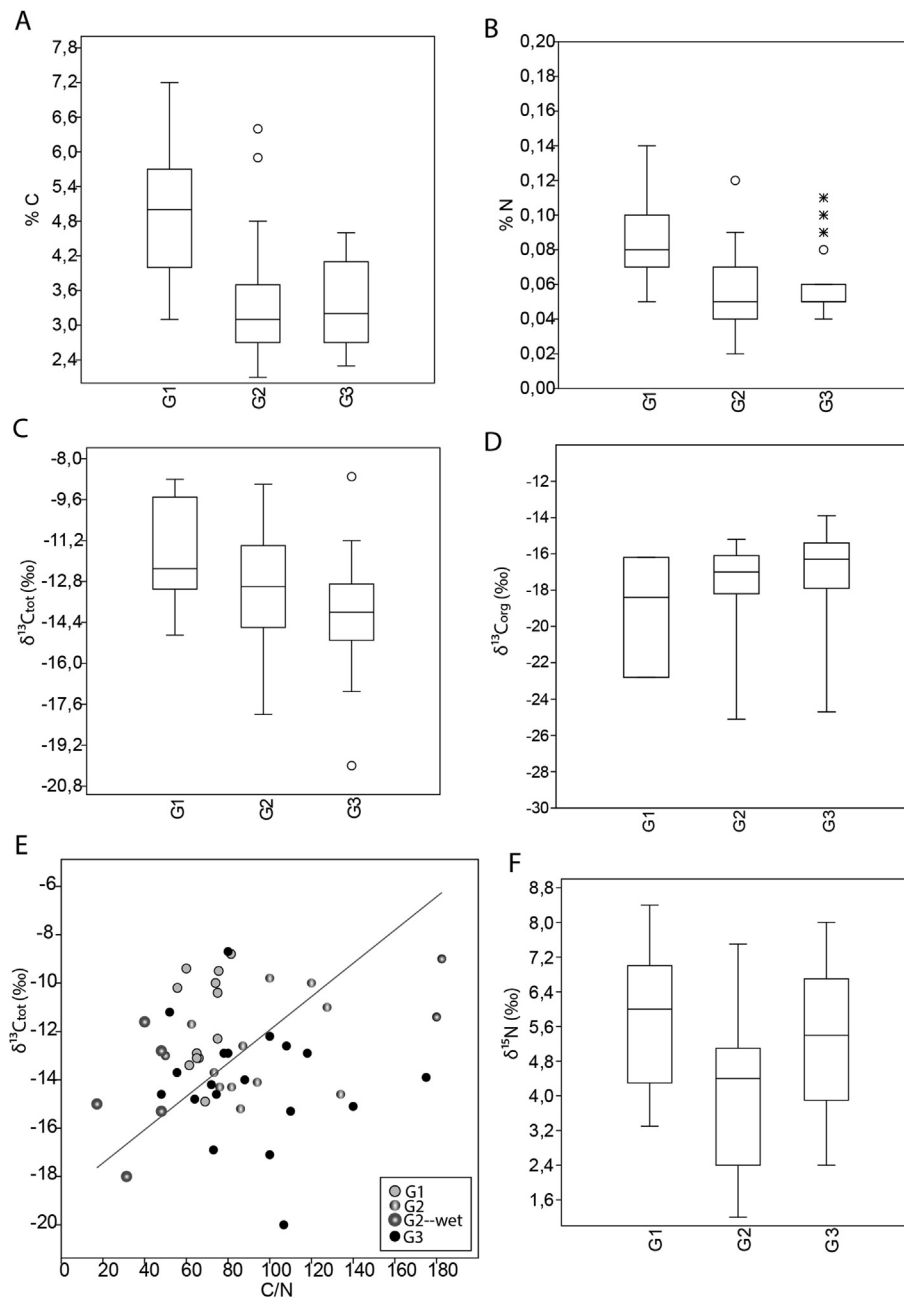 A
7,8
7,2
6,6
6,0
5,4
4,8
4,2
3,6
3,0
2,4
% C
G1
G2
G3
B
0,20
0,18
0,16
0,14
0,12
0,10
0,08
0,06
0,04
0,02
0,00
% N
G1
G2
G3
C
-8,0
-9,6
-11,2
-12,8
-14,4
-16,0
-17,6
-19,2
-20,8
δ¹³Ctot (‰)
G1
G2
G3
D
-12
-14
-16
-18
-20
-22
-24
-26
-28
-30
δ¹³Corg (‰)
G1
G2
G3
E
-6
-8
-10
-12
-14
-16
-18
-20
δ¹³Ctot (‰)
0 20 40 60 80 100 120 140 160 180
C/N
G1
G2
G2--wet
G3
F
8,8
8,0
7,2
6,4
5,6
4,8
4,0
3,2
2,4
1,6
δ¹⁵N (‰)
G1
G2
G3